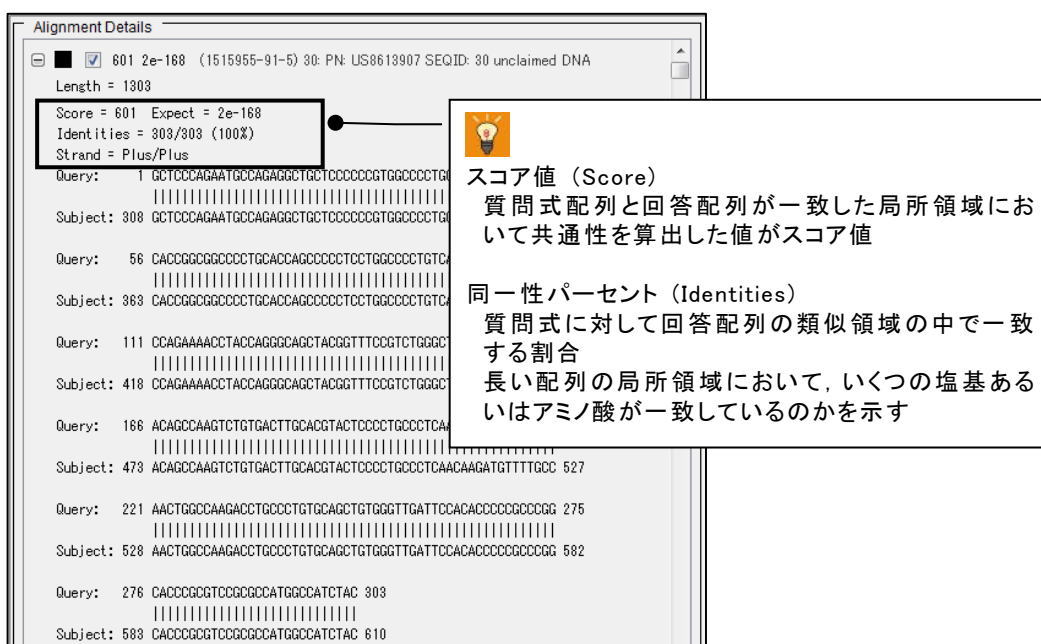 Alignment Details
601 2e-168 (1515955-91-5) 30: PN: US8613907 SEQID: 30 unclaimed DNA
Length = 1303
Score = 601 Expect = 2e-168
Identities = 303/303 (100%)
Strand = Plus/Plus
Query: 1 GCTCCCAGAATGCCAGAGGCTGCTCCCCCCGTGGCCCCTG
Subject: 308 GCTCCCAGAATGCCAGAGGCTGCTCCCCCCGTGGCCCCTG
Query: 56 CACCGGCGGCCCCTGCACCAGCCCCCTCCTGGCCCCTGTC
Subject: 363 CACCGGCGGCCCCTGCACCAGCCCCCTCCTGGCCCCTGTC
Query: 111 CCAGAAAACCTACCAGGGCAGCTACGGTTTCCGTCTGGGCT
Subject: 418 CCAGAAAACCTACCAGGGCAGCTACGGTTTCCGTCTGGGCT
Query: 166 ACAGCCAAGTCTGTGACTTGCACGTACTCCCCTGCCCTCA
Subject: 473 ACAGCCAAGTCTGTGACTTGCACGTACTCCCCTGCCCTCAACAAGATGTTTTGCC 527
Query: 221 AACTGGCCAAGACCTGCCCTGTGCAGCTGTGGGTTGATTCCACACCCCCGCCCGG 275
Subject: 528 AACTGGCCAAGACCTGCCCTGTGCAGCTGTGGGTTGATTCCACACCCCCGCCCGG 582
Query: 276 CACCCGCGTCCGCGCCATGGCCATCTAC 303
Subject: 583 CACCCGCGTCCGCGCCATGGCCATCTAC 610
スコア値 (Score)
質問式配列と回答配列が一致した局所領域にお
いて共通性を算出した値がスコア値
同一性パーセント (Identities)
質問式に対して回答配列の類似領域の中で一致
する割合
長い配列の局所領域において, いくつの塩基ある
いはアミノ酸が一致しているのかを示す